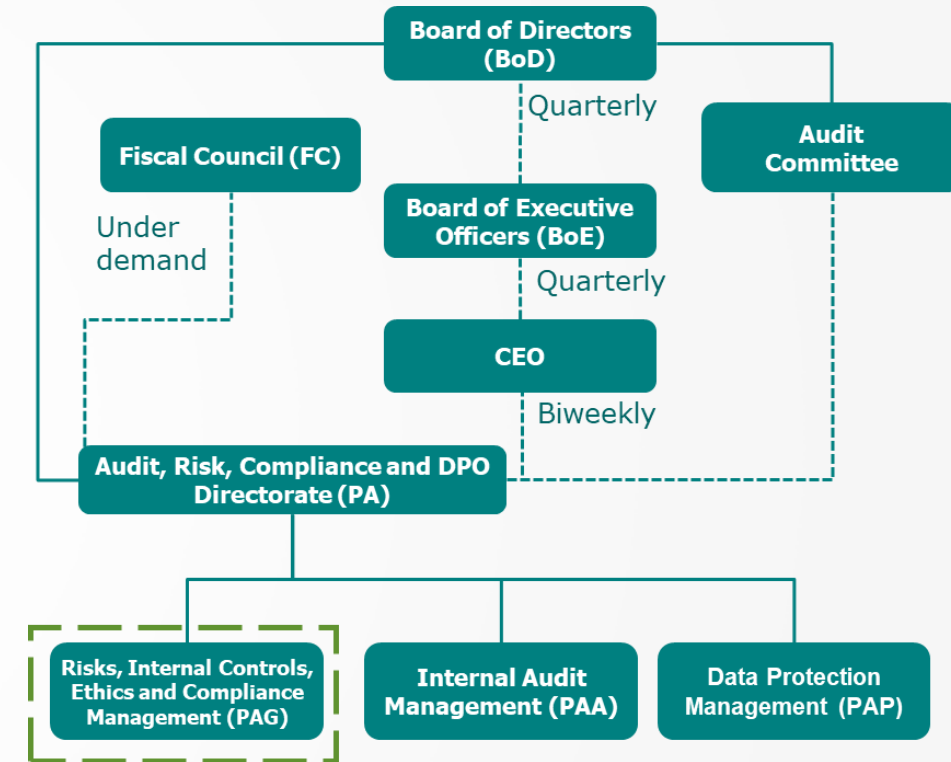 Board of Directors
(BoD)
Quarterly
Fiscal Council (FC)
Audit
Committee
Under
demand
Board of Executive
Officers (BoE)
Quarterly
CEO
Biweekly
Audit, Risk, Compliance and DPO
Directorate (PA)
Risks, Internal Controls,
Ethics and Compliance
Management (PAG)
Internal Audit
Management (PAA)
Data Protection
Management (PAP)